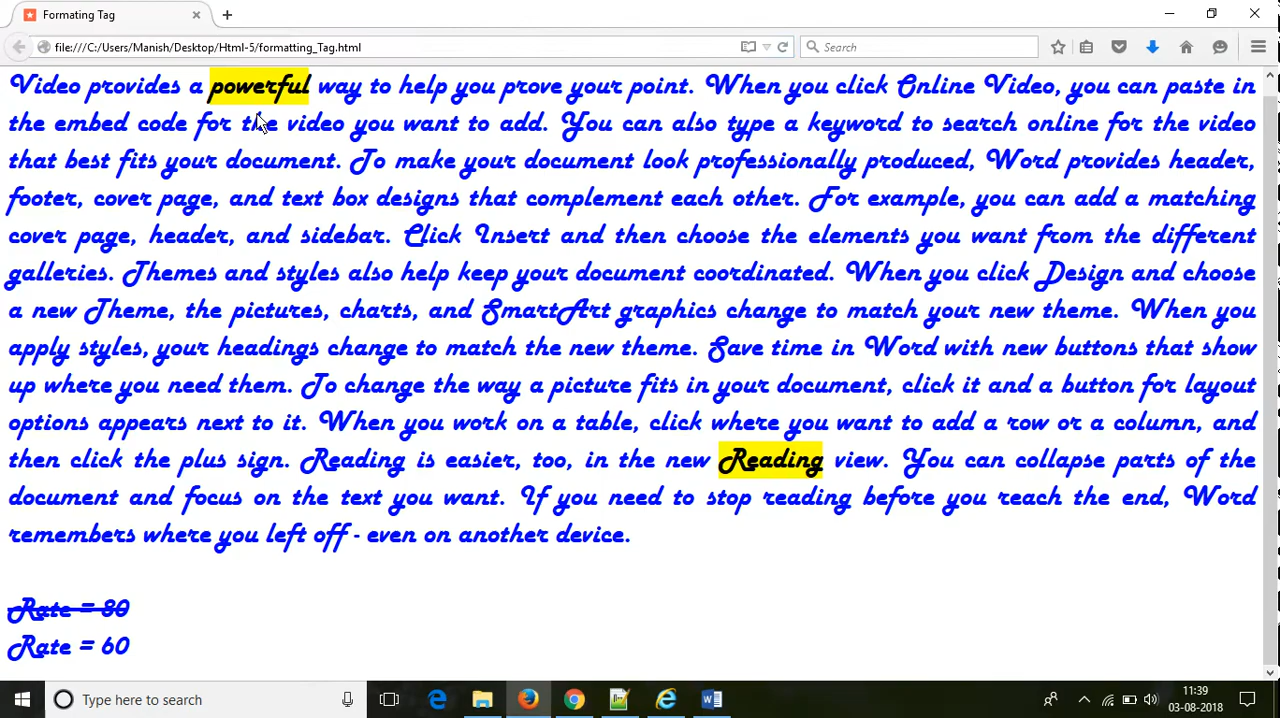 Formating Tag
file:///C:/Users/Manish/Desktop/Html-5/formatting_Tag.html
Search
Video provides a powerful way to help you prove your point. When you click Online Video, you can paste in
the embed code for the video you want to add. You can also type a keyword to search online for the video
that best fits your document. To make your document look professionally produced, Word provides header,
footer, cover page, and text box designs that complement each other. For example, you can add a matching
cover page, header, and sidebar. Click Insert and then choose the elements you want from the different
galleries. Themes and styles also help keep your document coordinated. When you click Design and choose
a new Theme, the pictures, charts, and SmartArt graphics change to match your new theme. When you
apply styles, your headings change to match the new theme. Save time in Word with new buttons that show
up where you need them. To change the way a picture fits in your document, click it and a button for layout
options appears next to it. When you work on a table, click where you want to add a row or a column, and
then click the plus sign. Reading is easier, too, in the new Reading view. You can collapse parts of the
document and focus on the text you want. If you need to stop reading before you reach the end, Word
remembers where you left off - even on another device.
Rate = 80
Rate = 60
Type here to search
11:39
03-08-2018